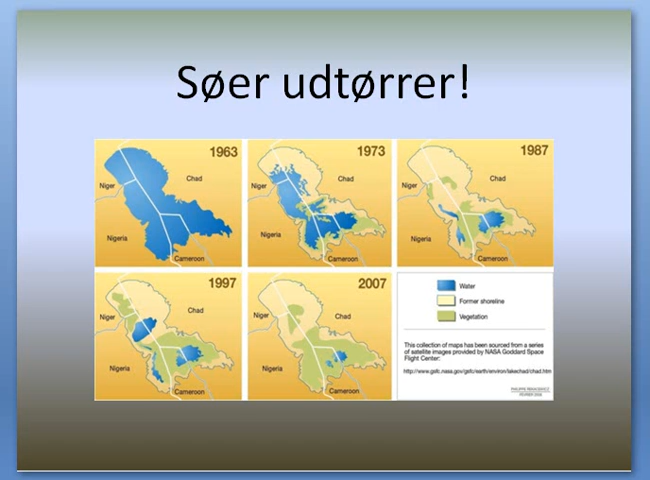 Søer udtørrer!
1963
Niger
Chad
Nigeria
Cameroon
1973
Niger
Chad
Nigeria
Cameroon
1987
Niger
Chad
Nigeria
Cameroon
1997
Niger
Chad
Nigeria
Cameroon
2007
Niger
Chad
Nigeria
Cameroon
Water
Former shoreline
Vegetation
This collection of maps has been sourced from a series
of satellite images provided by NASA Goddard Space
Flight Center:
http://www.gsfc.nasa.gov/gsfc/earth/environ/lakechad/chad.htm